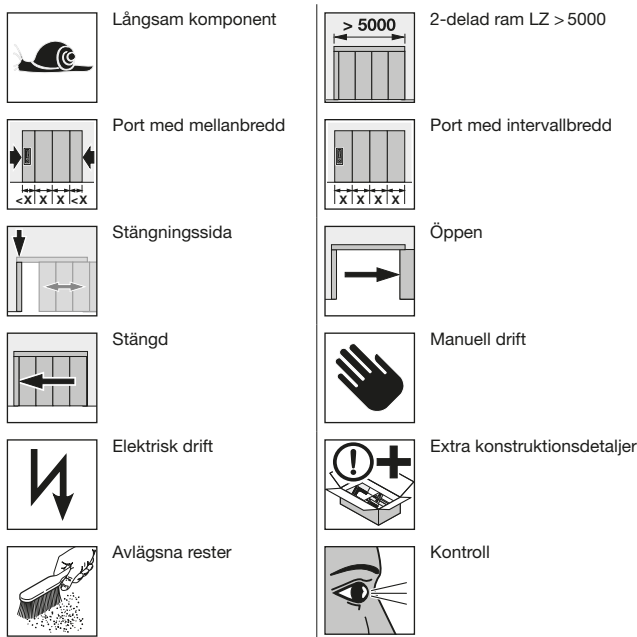 Långsam komponent
Port med mellanbredd
<X X X <X
Stängningssida
Stängd
Elektrisk drift
Avlägsna rester
> 5000
2-delad ram LZ > 5000
Port med intervallbredd
X X X X
Öppen
Manuell drift
Extra konstruktionsdetaljer
Kontroll